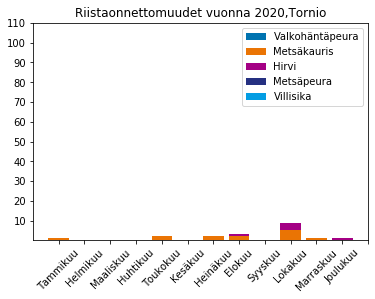 Riistaonnettomuudet vuonna 2020,Tornio
110
100
90
80
70
60
50
40
30
20
10
Valkohäntäpeura
Metsäkauris
Hirvi
Metsäpeura
Villisika
Tammikuu
Helmikuu
Maaliskuu
Huhtikuu
Toukokuu
Kesäkuu
Heinäkuu
Elokuu
Syyskuu
Lokakuu
Marraskuu
Joulukuu